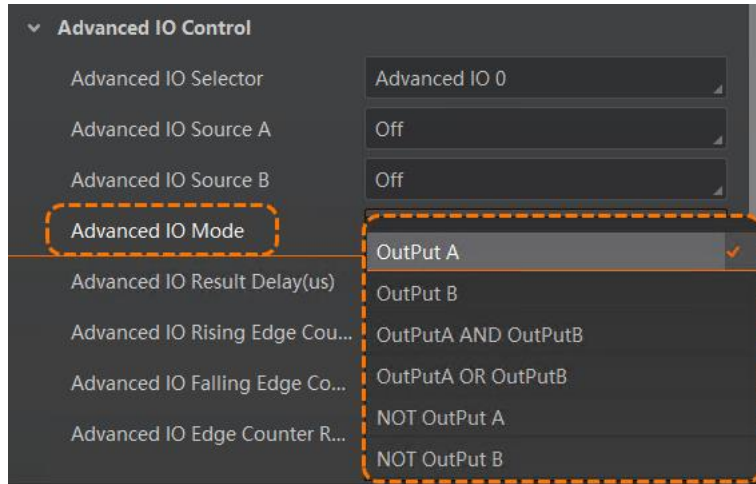 Advanced IO Control
Advanced IO Selector Advanced IO 0
Advanced IO Source A Off
Advanced IO Source B Off
Advanced IO Mode
OutPut A
Advanced IO Result Delay(us)
OutPut B
Advanced IO Rising Edge Cou...
OutPutA AND OutPutB
Advanced IO Falling Edge Co...
OutPutA OR OutPutB
Advanced IO Edge Counter R...
NOT OutPut A
NOT OutPut B